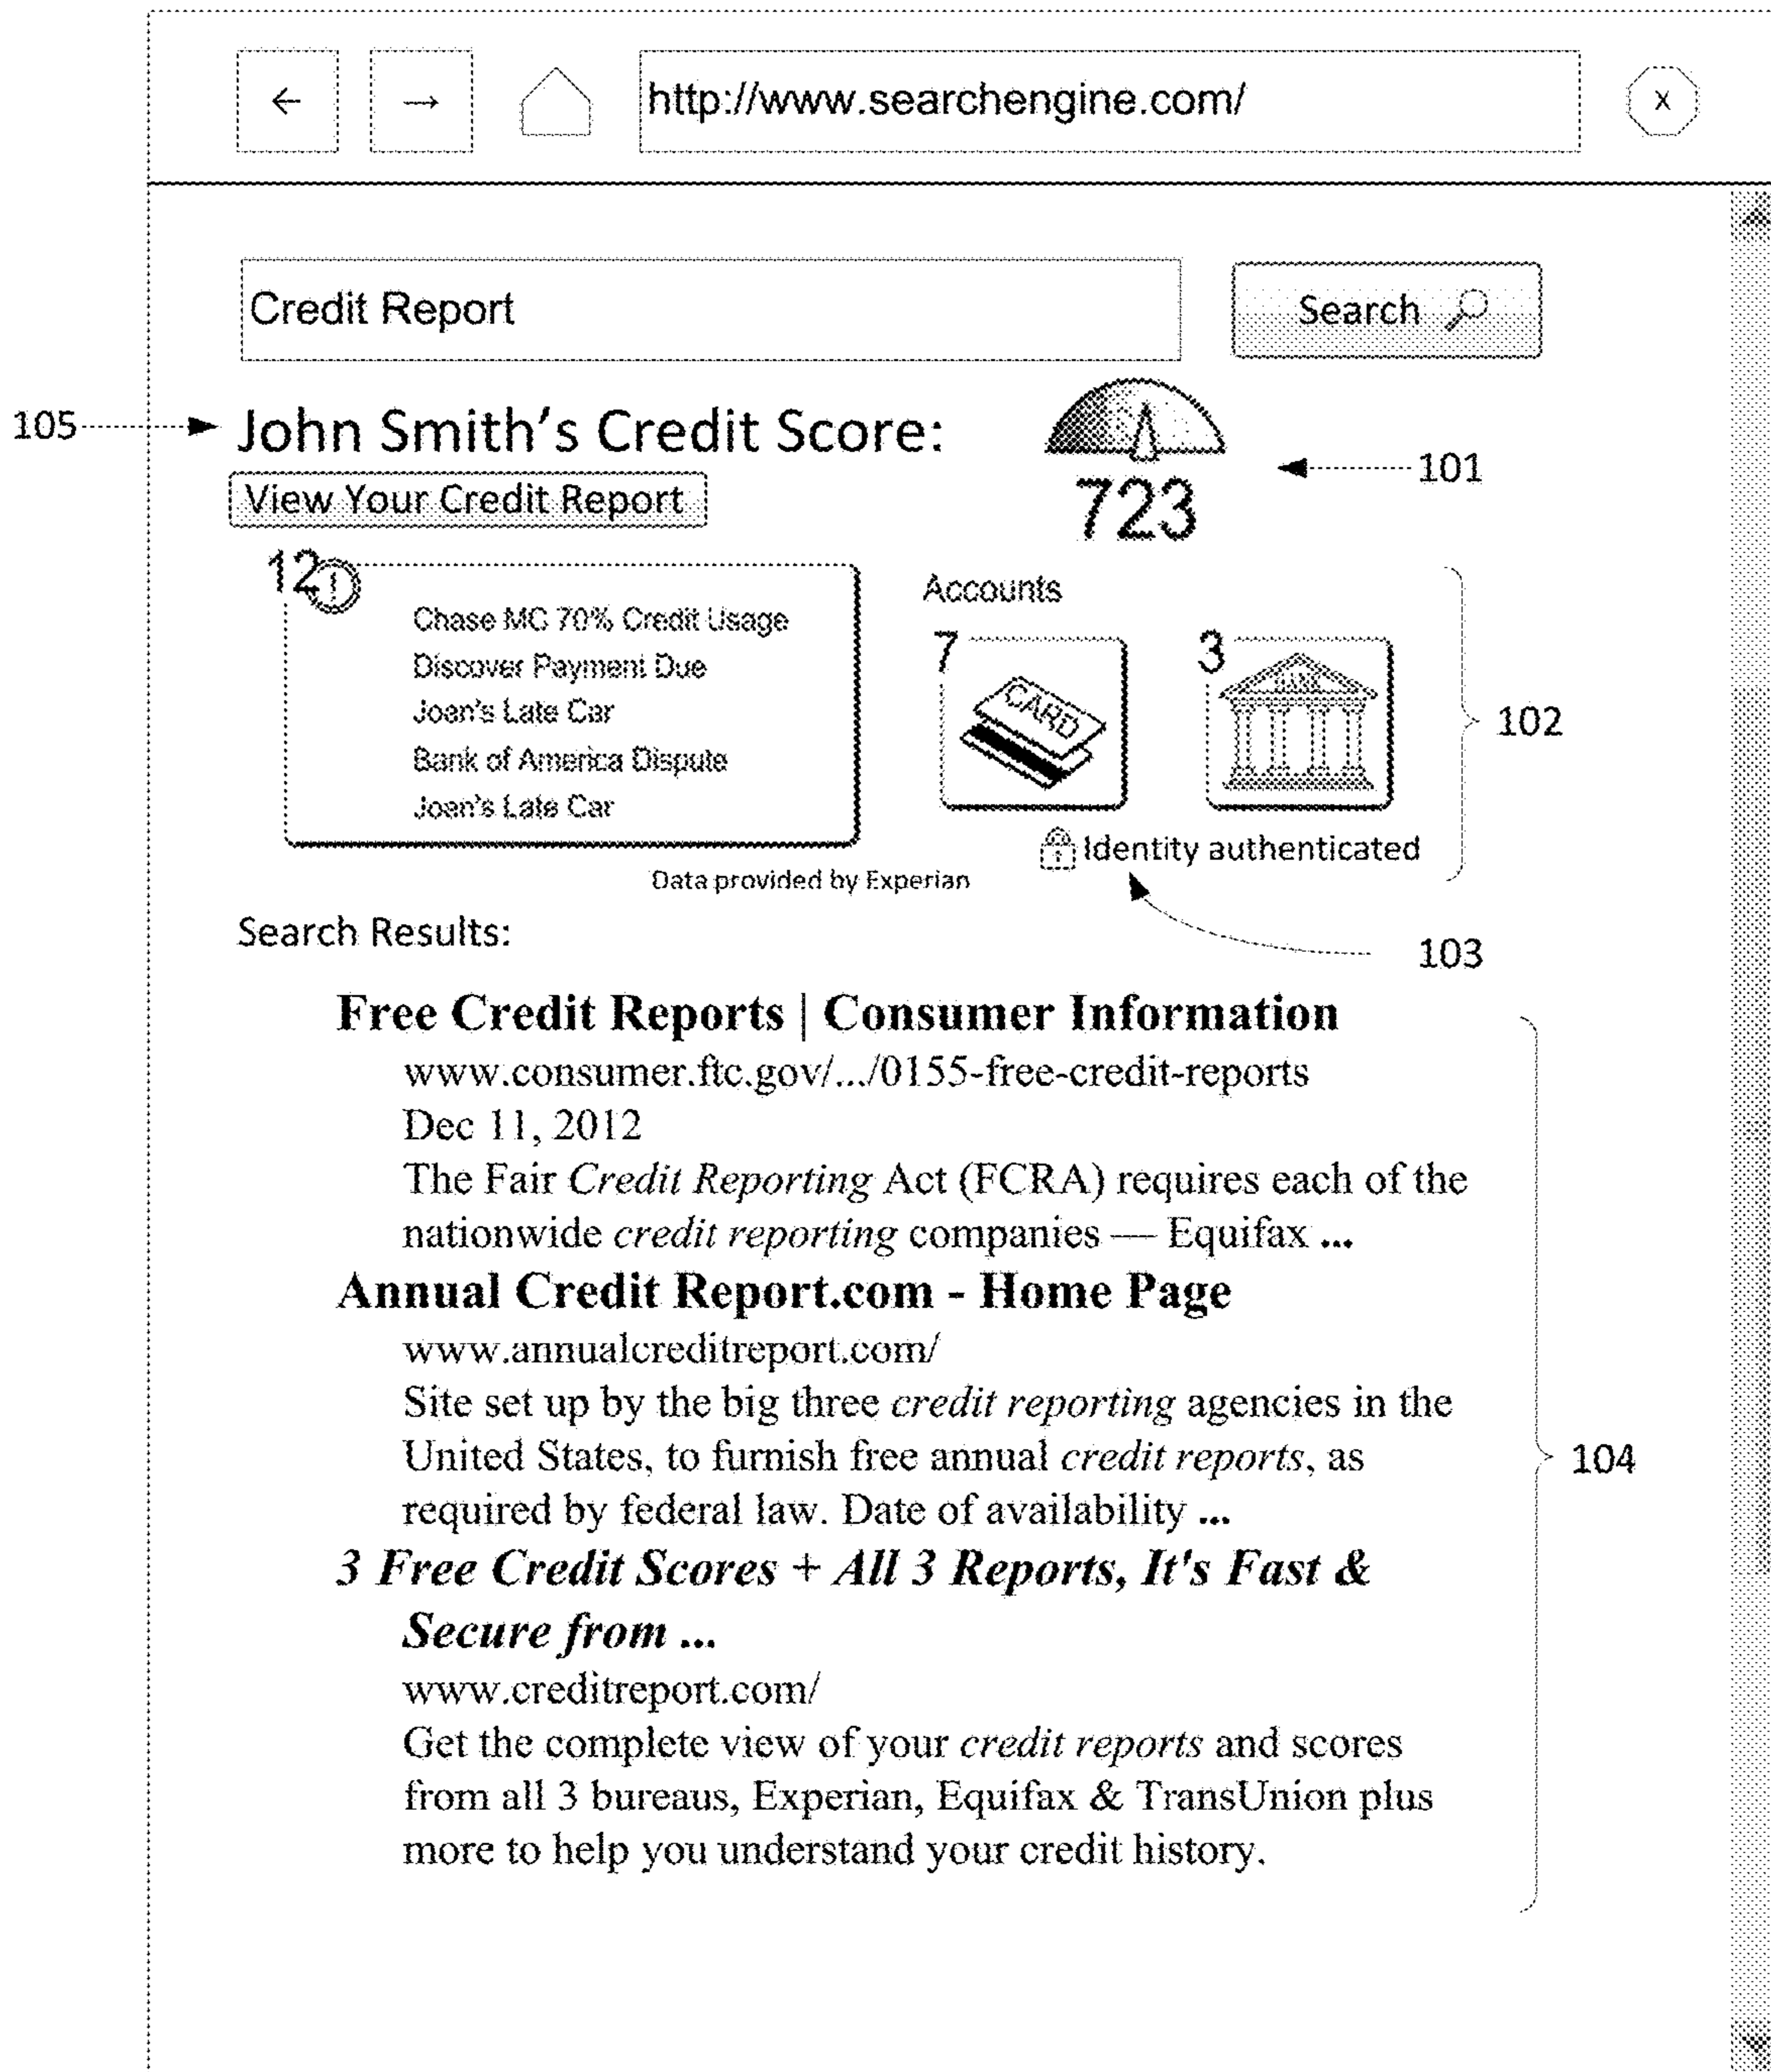 http://www.searchengine.com/
X
Credit Report
Search
105
John Smith's Credit Score:
101
View Your Credit Report
723
12
!
Chase MC 70% Credit Usage
Discover Payment Due
Joan's Late Car
Bank of America Dispute
Joan's Late Car
Accounts
7
CARD
3
BANK
102
Identity authenticated
Data provided by Experian
103
Search Results:
Free Credit Reports | Consumer Information
www.consumer.ftc.gov/.../0155-free-credit-reports
Dec 11, 2012
The Fair Credit Reporting Act (FCRA) requires each of the
nationwide credit reporting companies — Equifax ...
Annual Credit Report.com - Home Page
www.annualcreditreport.com/
Site set up by the big three credit reporting agencies in the
United States, to furnish free annual credit reports, as
required by federal law. Date of availability ...
104
3 Free Credit Scores + All 3 Reports, It's Fast &
Secure from ...
www.creditreport.com/
Get the complete view of your credit reports and scores
from all 3 bureaus, Experian, Equifax & TransUnion plus
more to help you understand your credit history.